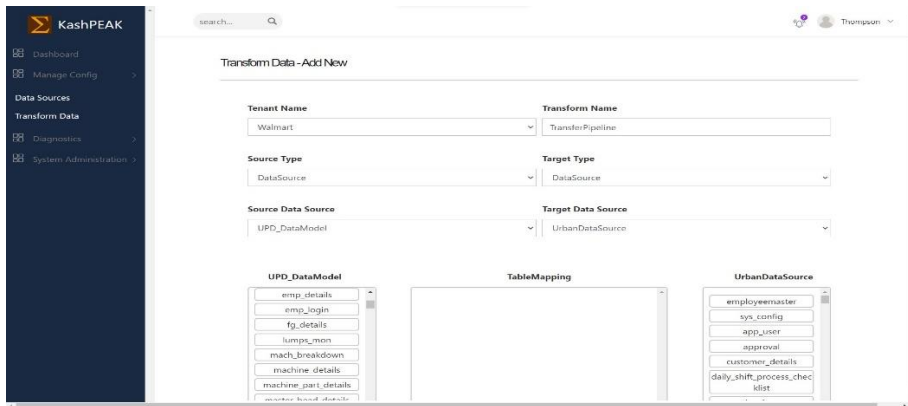 KashPEAK
search...
Thompson
Dashboard
Manage Config
Data Sources
Transform Data
Diagnostics
System Administration
Transform Data - Add New
Tenant Name
Transform Name
Walmart
TransferPipeline
Source Type
Target Type
DataSource
DataSource
Source Data Source
Target Data Source
UPD_DataModel
UrbanDataSource
UPD_DataModel
TableMapping
UrbanDataSource
emp_details
emp_login
fg_details
lumps_mon
mach_breakdown
machine_details
machine_part_details
employeemaster
sys_config
app_user
approval
customer_details
daily_shift_process_chec
klist